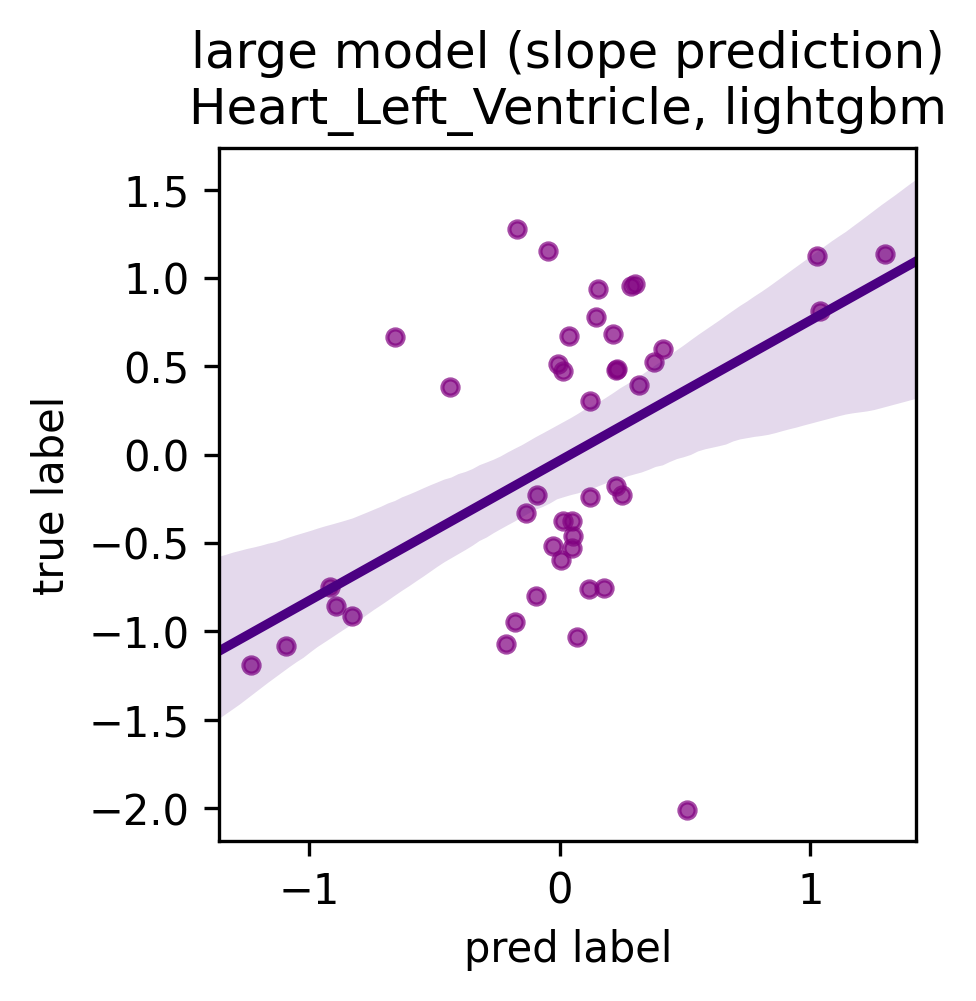 large model (slope prediction)
Heart_Left_Ventricle, lightgbm
1.5
1.0
0.5
0.0
−0.5
−1.0
−1.5
−2.0
true label
−1
0
1
pred label